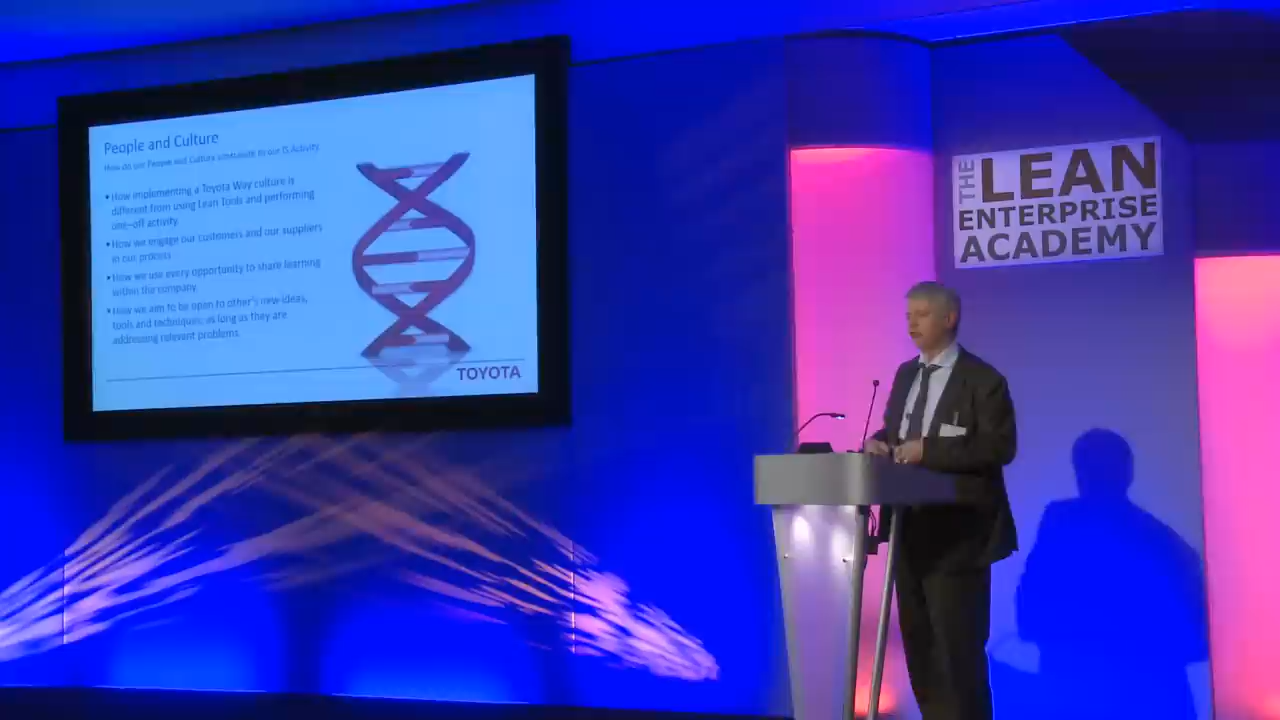 People and Culture
How do our People and Culture contribute to our IS Activity
• How implementing a Toyota Way culture is
different from using Lean Tools and performing
one-off activity.
• How we engage our customers and our suppliers
in our process
• How we use every opportunity to share learning
within the company.
• How we aim to be open to other's new ideas,
tools and techniques; as long as they are
addressing relevant problems.
TOYOTA
THE
LEAN
ENTERPRISE
ACADEMY